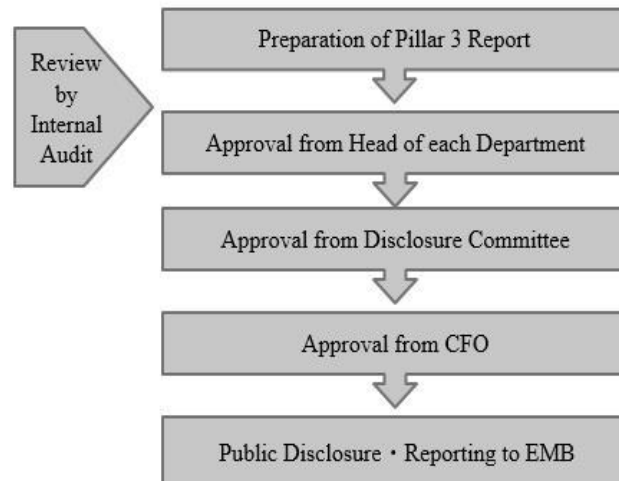 Preparation of Pillar 3 Report
Review
by
Internal
Audit
Approval from Head of each Department
Approval from Disclosure Committee
Approval from CFO
Public Disclosure・Reporting to EMB